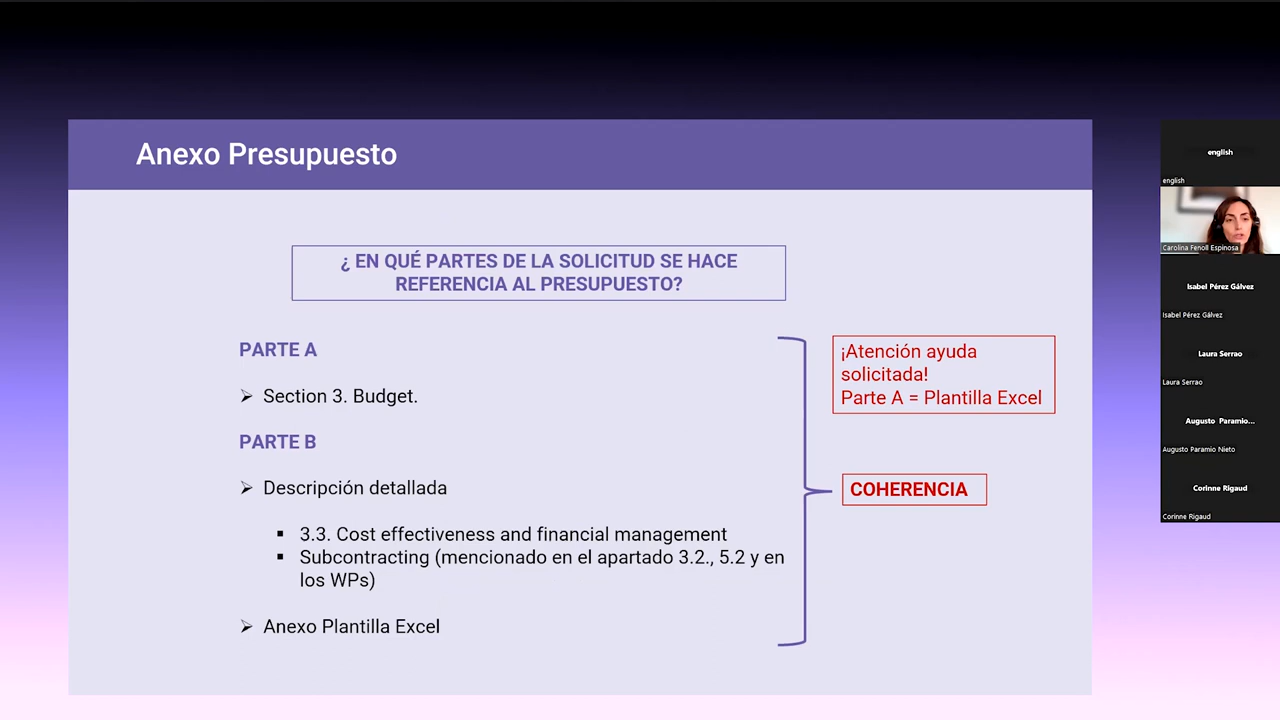 Anexo Presupuesto
¿ EN QUÉ PARTES DE LA SOLICITUD SE HACE
REFERENCIA AL PRESUPUESTO?
PARTE A
➢ Section 3. Budget.
PARTE B
➢ Descripción detallada
▪ 3.3. Cost effectiveness and financial management
▪ Subcontracting (mencionado en el apartado 3.2., 5.2 y en
los WPs)
➢ Anexo Plantilla Excel
¡Atención ayuda
solicitada!
Parte A = Plantilla Excel
COHERENCIA
english
english
Carolina Fenoll Espinosa
Isabel Pérez Gálvez
Isabel Pérez Gálvez
Laura Serrao
Laura Serrao
Augusto Paramio...
Augusto Paramio Nieto
Corinne Rigaud
Corinne Rigaud